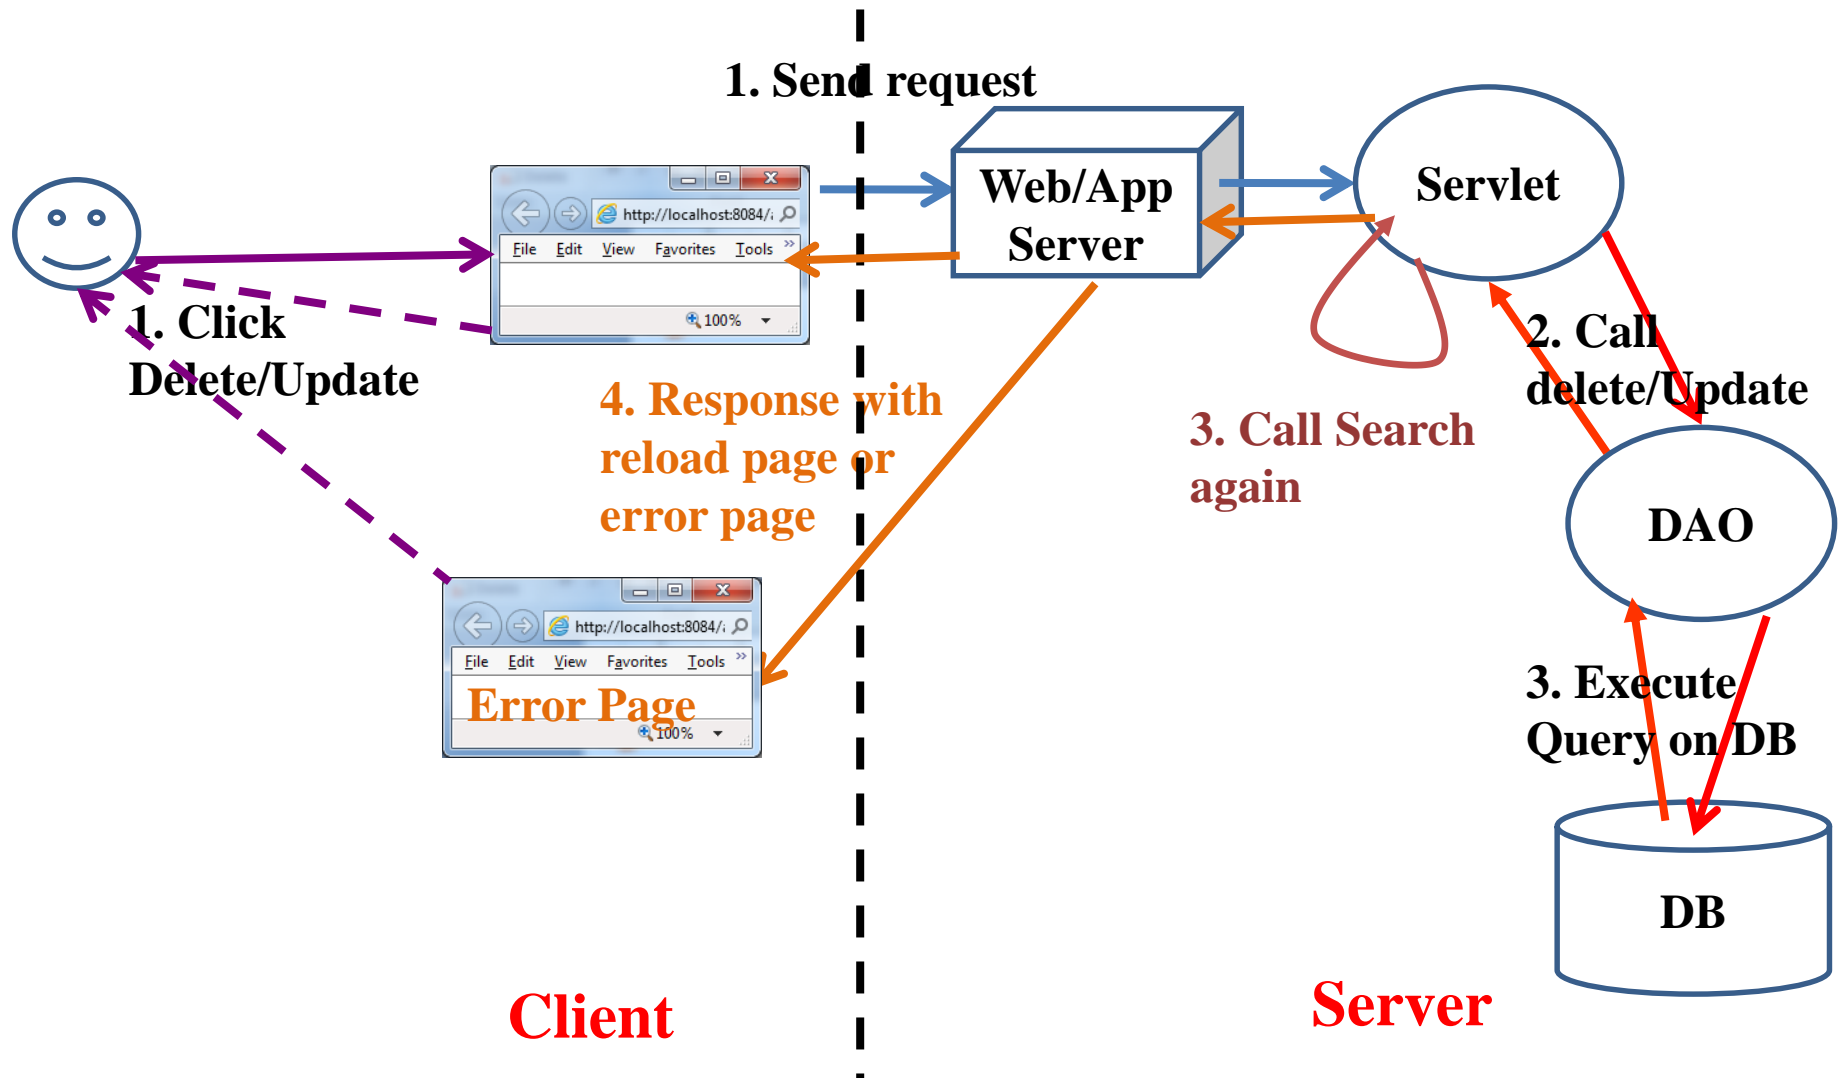 1. Send request
Web/App
Server
Servlet
http://localhost:8084/
File Edit View Favorites Tools »
100%
1. Click
Delete/Update
2. Call
delete/Update
4. Response with
reload page or
error page
3. Call Search
again
DAO
http://localhost:8084/
File Edit View Favorites Tools »
Error Page
100%
3. Execute
Query on DB
DB
Client
Server